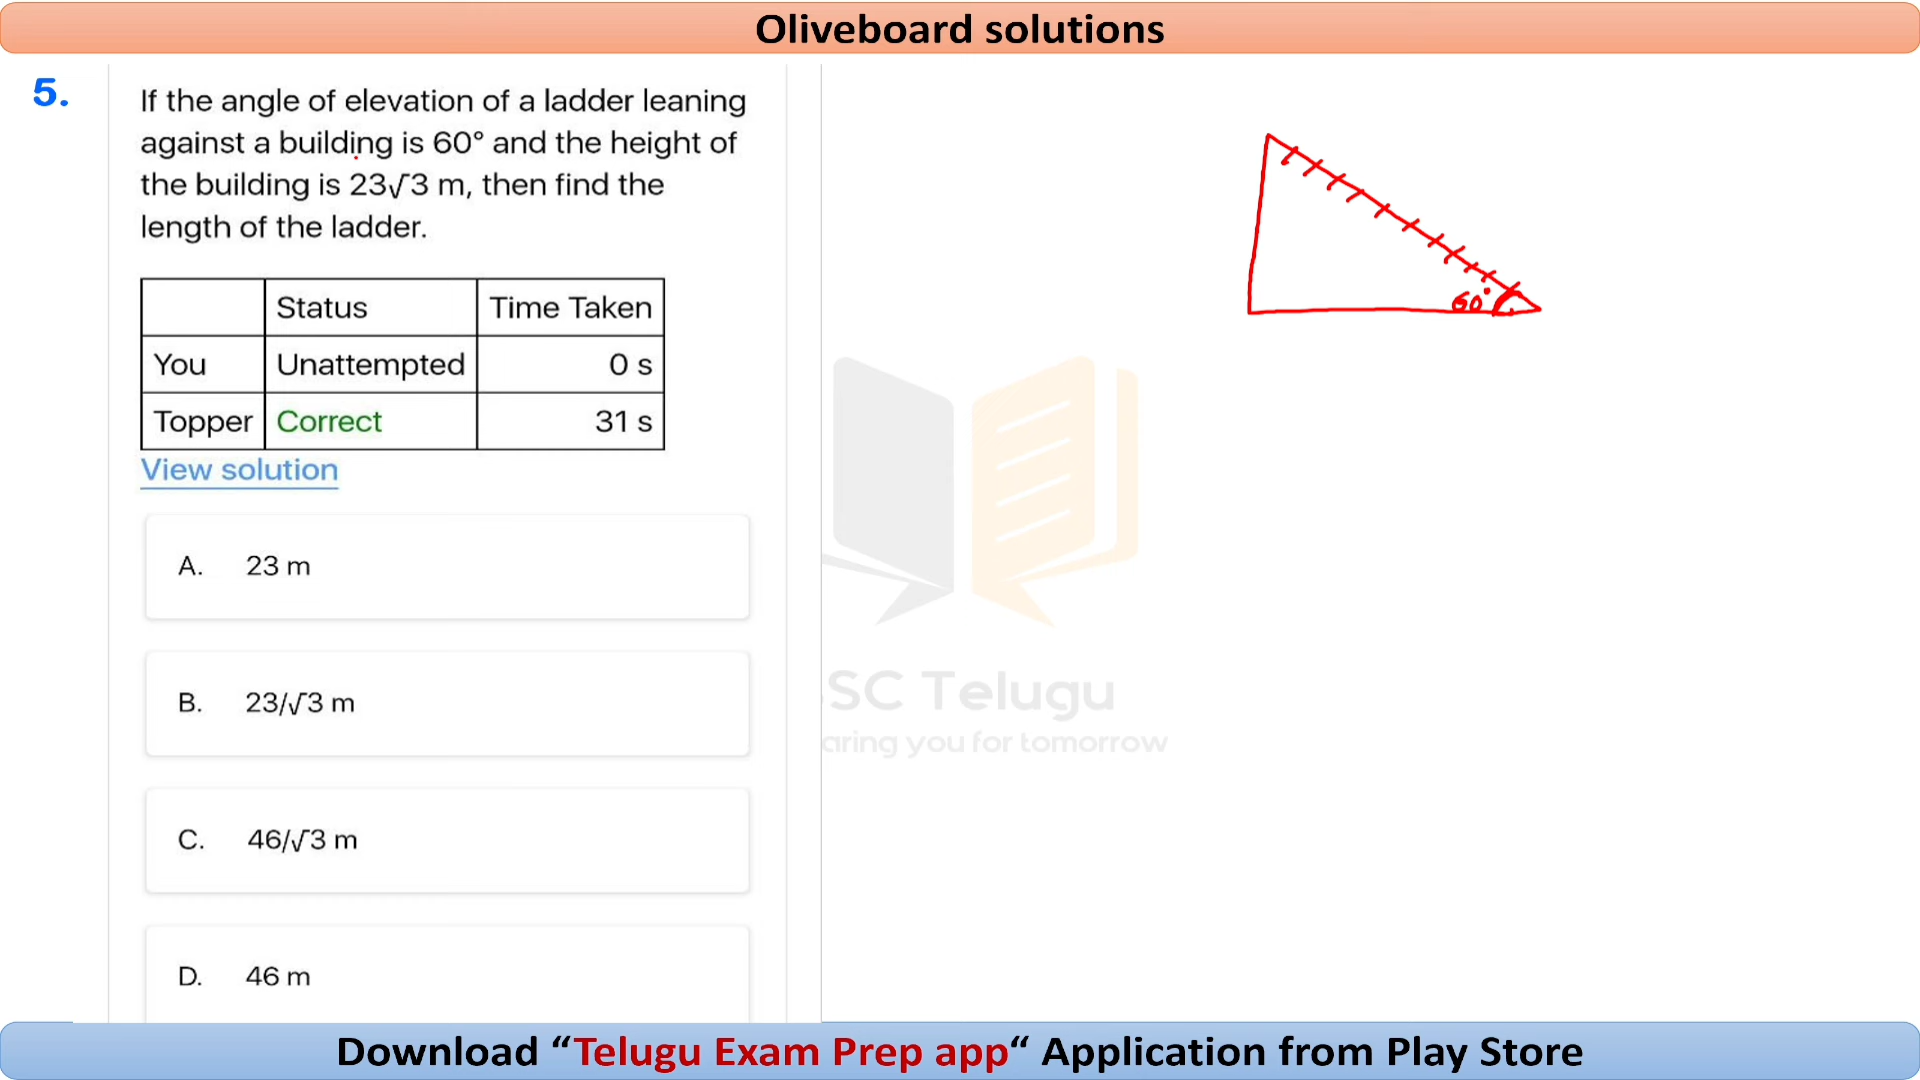 Oliveboard solutions
5.
If the angle of elevation of a ladder leaning
against a building is 60° and the height of
the building is 23√3 m, then find the
length of the ladder.
Status Time Taken
You Unattempted 0 s
Topper Correct 31 s
View solution
A. 23 m
B. 23/√3 m
C. 46/√3 m
D. 46 m
60°
SC Telugu
aring you for tomorrow
Download “Telugu Exam Prep app“ Application from Play Store